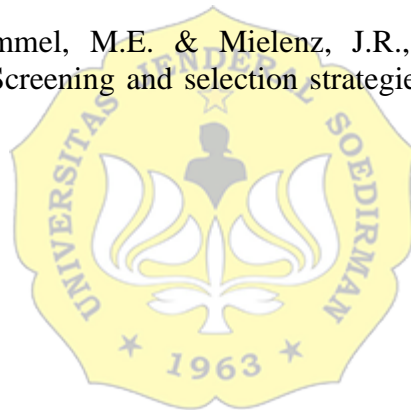 mmel, M.E. & Mielenz, J.R.,
Screening and selection strategie
UNIVERSITAS JENDERAL SOEDIRMAN
1963